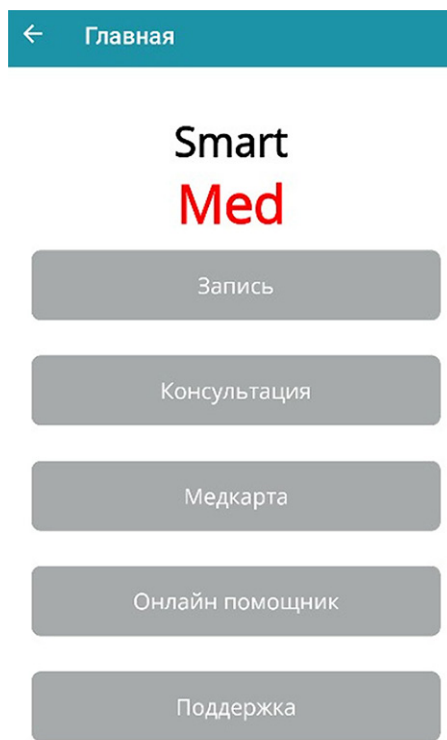 Главная
Smart
Med
Запись
Консультация
Медкарта
Онлайн помощник
Поддержка